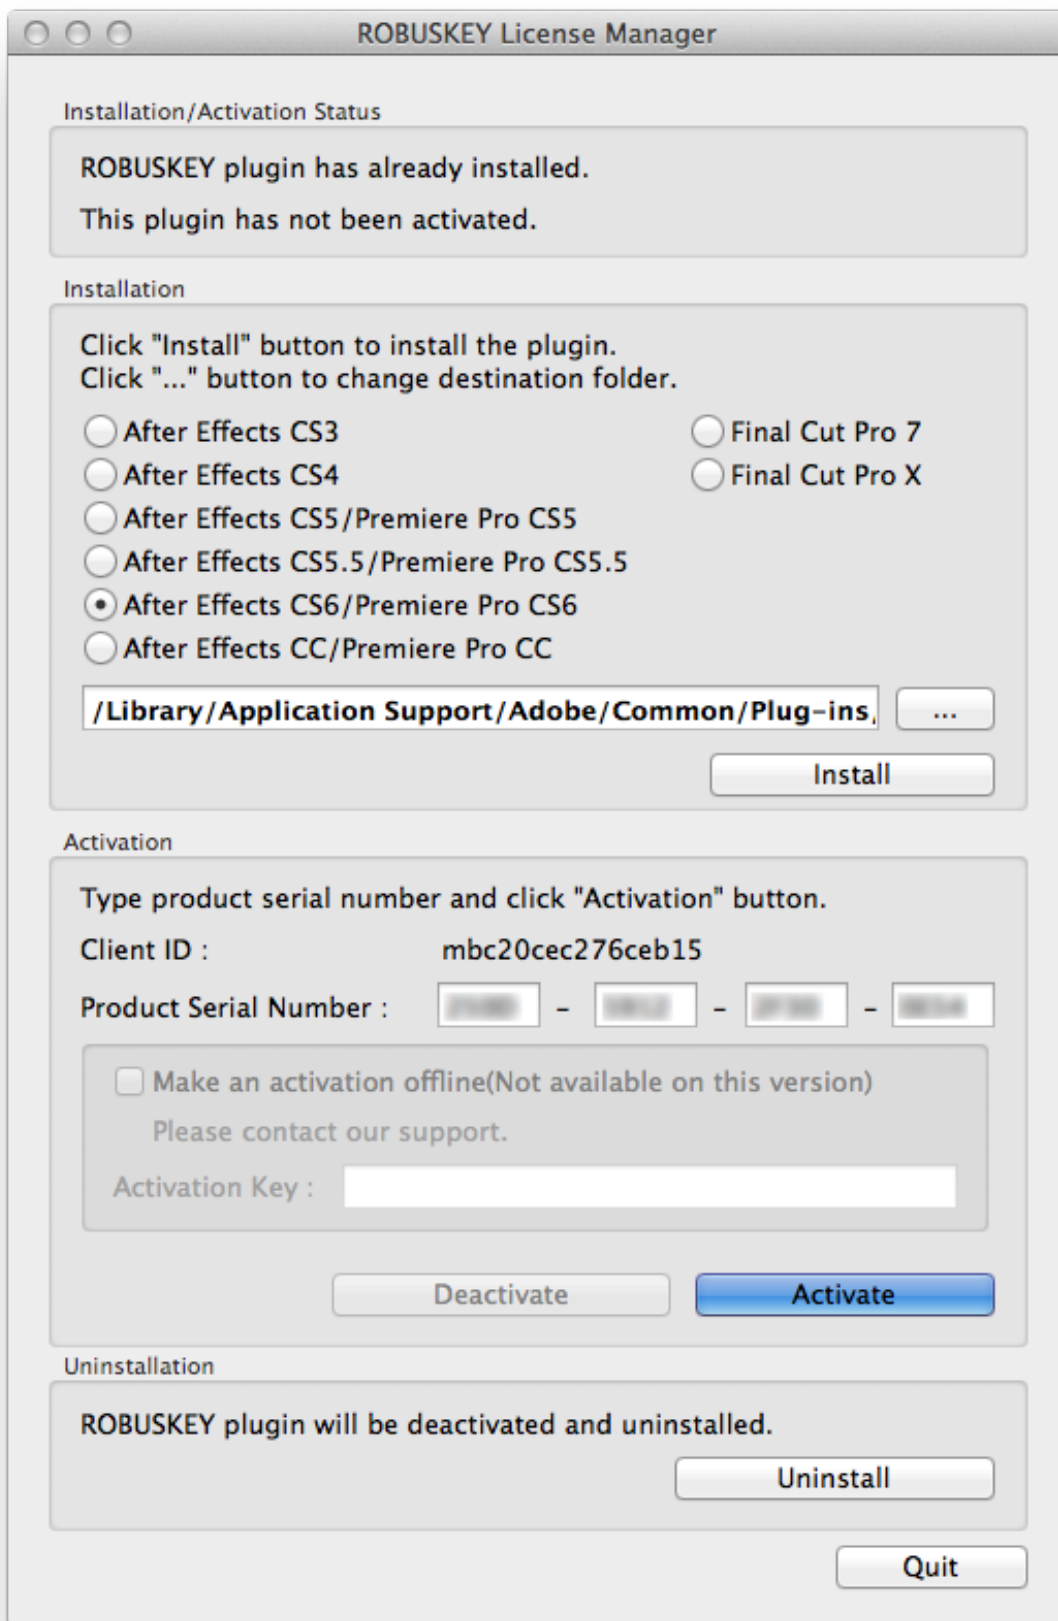 ROBUSKEY License Manager
Installation/Activation Status
ROBUSKEY plugin has already installed.
This plugin has not been activated.
Installation
Click "Install" button to install the plugin.
Click "..." button to change destination folder.
After Effects CS3
Final Cut Pro 7
After Effects CS4
Final Cut Pro X
After Effects CS5/Premiere Pro CS5
After Effects CS5.5/Premiere Pro CS5.5
After Effects CS6/Premiere Pro CS6
After Effects CC/Premiere Pro CC
/Library/Application Support/Adobe/Common/Plug-ins, ...
Install
Activation
Type product serial number and click "Activation" button.
Client ID : mbc20cec276ceb15
Product Serial Number : - - -
Make an activation offline(Not available on this version)
Please contact our support.
Activation Key :
Deactivate Activate
Uninstallation
ROBUSKEY plugin will be deactivated and uninstalled.
Uninstall
Quit